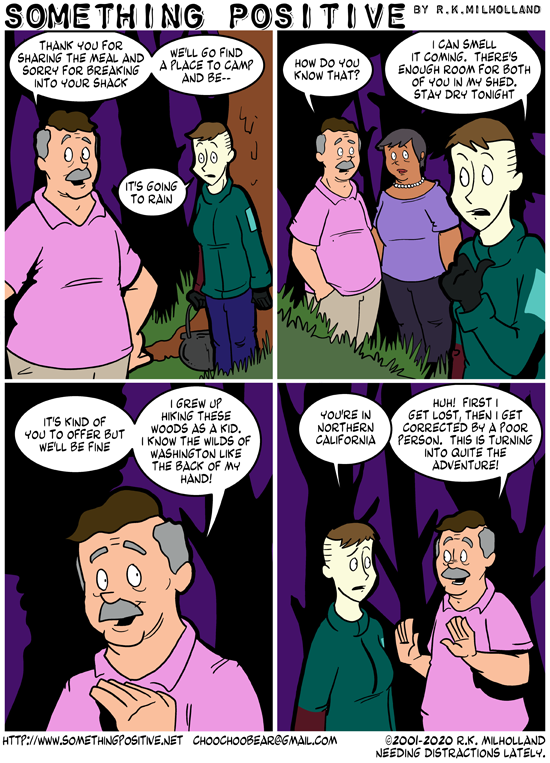 SOMETHING POSITIVE BY R.K.MILHOLLAND
THANK YOU FOR
SHARING THE MEAL AND
SORRY FOR BREAKING
INTO YOUR SHACK
WE'LL GO FIND
A PLACE TO CAMP
AND BE--
IT'S GOING
TO RAIN
HOW DO YOU
KNOW THAT?
I CAN SMELL
IT COMING. THERE'S
ENOUGH ROOM FOR BOTH
OF YOU IN MY SHED.
STAY DRY TONIGHT
IT'S KIND OF
YOU TO OFFER BUT
WE'LL BE FINE
I GREW UP
HIKING THESE
WOODS AS A KID.
I KNOW THE WILDS OF
WASHINGTON LIKE
THE BACK OF MY
HAND!
YOU'RE IN
NORTHERN
CALIFORNIA
HUH! FIRST I
GET LOST, THEN I GET
CORRECTED BY A POOR
PERSON. THIS IS TURNING
INTO QUITE THE
ADVENTURE!
HTTP://WWW.SOMETHINGPOSITIVE.NET CHOOCHOOBEAR@GMAIL.COM
©2001-2020 R.K. MILHOLLAND
NEEDING DISTRACTIONS LATELY.